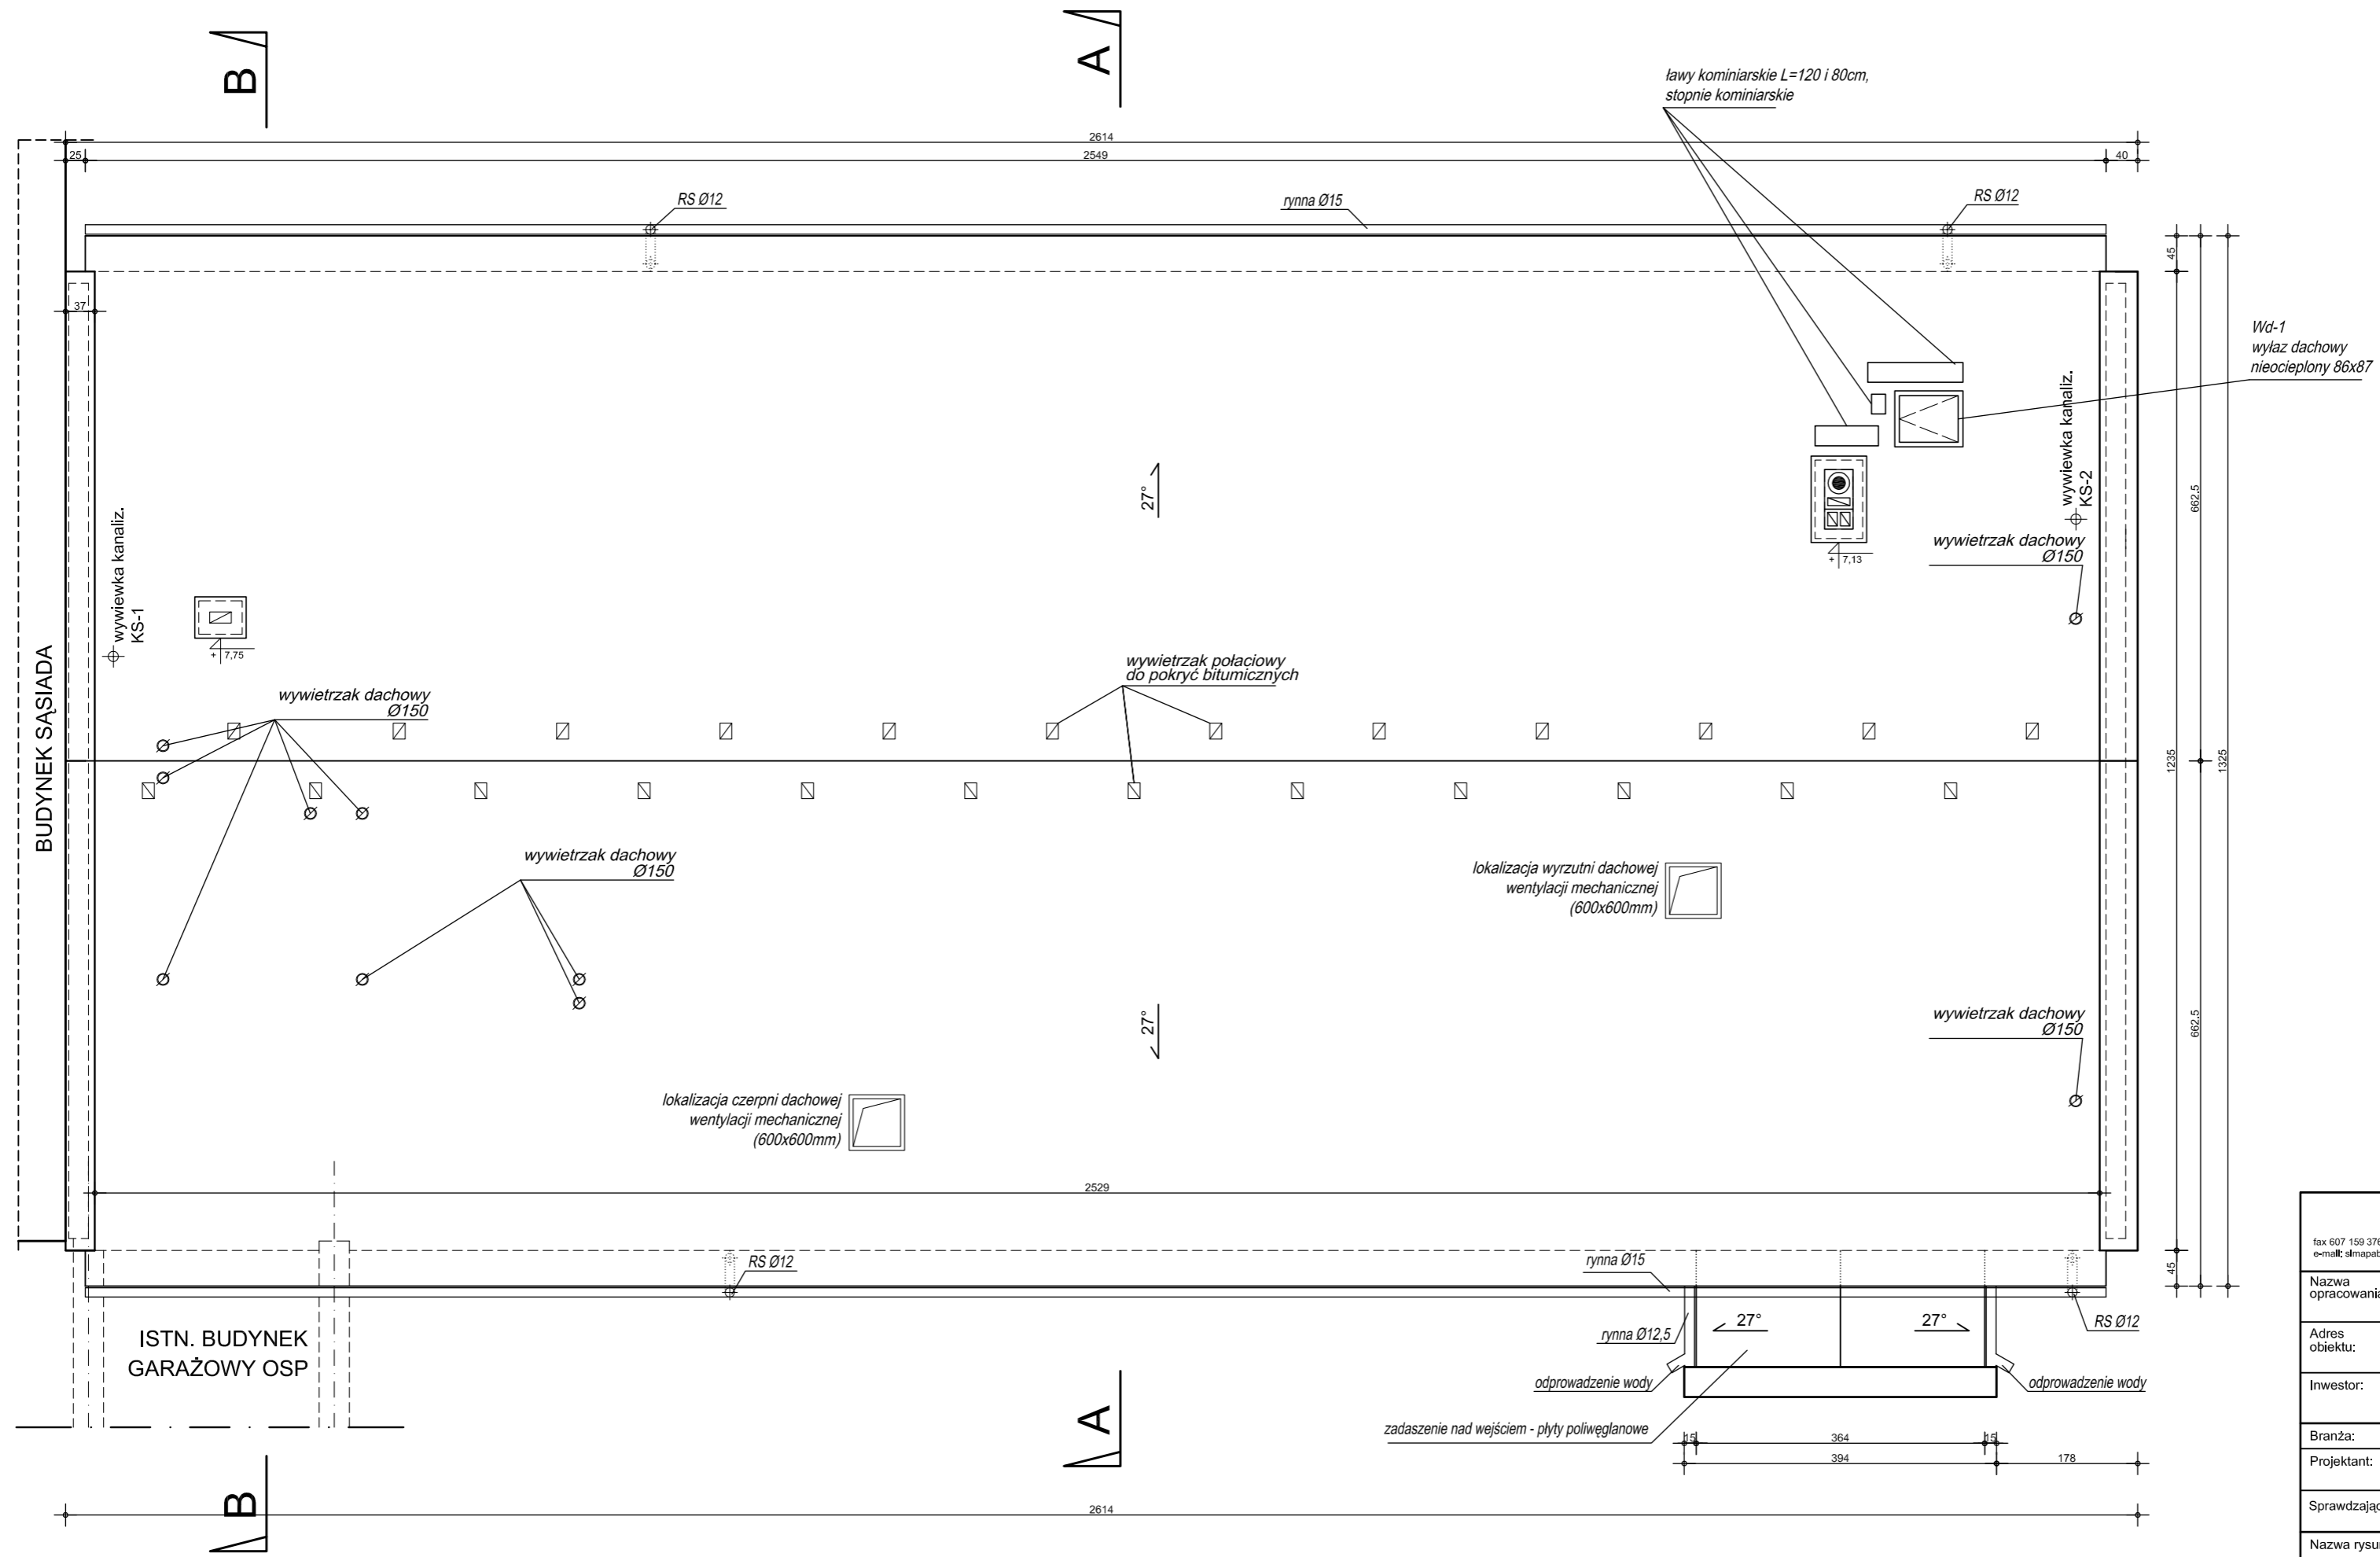 B
A
ławy kominiarskie L=120 i 80cm,
stopnie kominiarskie
2614
25
2549
40
RS Ø12
rynna Ø15
RS Ø12
45
37
Wd-1
wyłaz dachowy
nieocieplony 86x87
wywiewka kanaliz.
KS-2
27°
662.5
wywiewka kanaliz.
KS-1
+ 7,13
wywietrzak dachowy
Ø150
+ 7,75
BUDYNEK SĄSIADA
wywietrzak połaciowy
do pokryć bitumicznych
wywietrzak dachowy
Ø150
1235
1325
wywietrzak dachowy
Ø150
lokalizacja wyrzutni dachowej
wentylacji mechanicznej
(600x600mm)
27°
662.5
wywietrzak dachowy
Ø150
lokalizacja czerpni dachowej
wentylacji mechanicznej
(600x600mm)
2529
RS Ø12
rynna Ø15
45
ISTN. BUDYNEK
GARAŻOWY OSP
rynna Ø12,5
27°
27°
RS Ø12
odprowadzenie wody
odprowadzenie wody
A
zadaszenie nad wejściem - płyty poliwęglanowe
15
364
15
394
178
B
2614
fax 607 159 376
Nazwa
opracowania
Adres
obiektu:
Inwestor:
Branża:
Projektant: